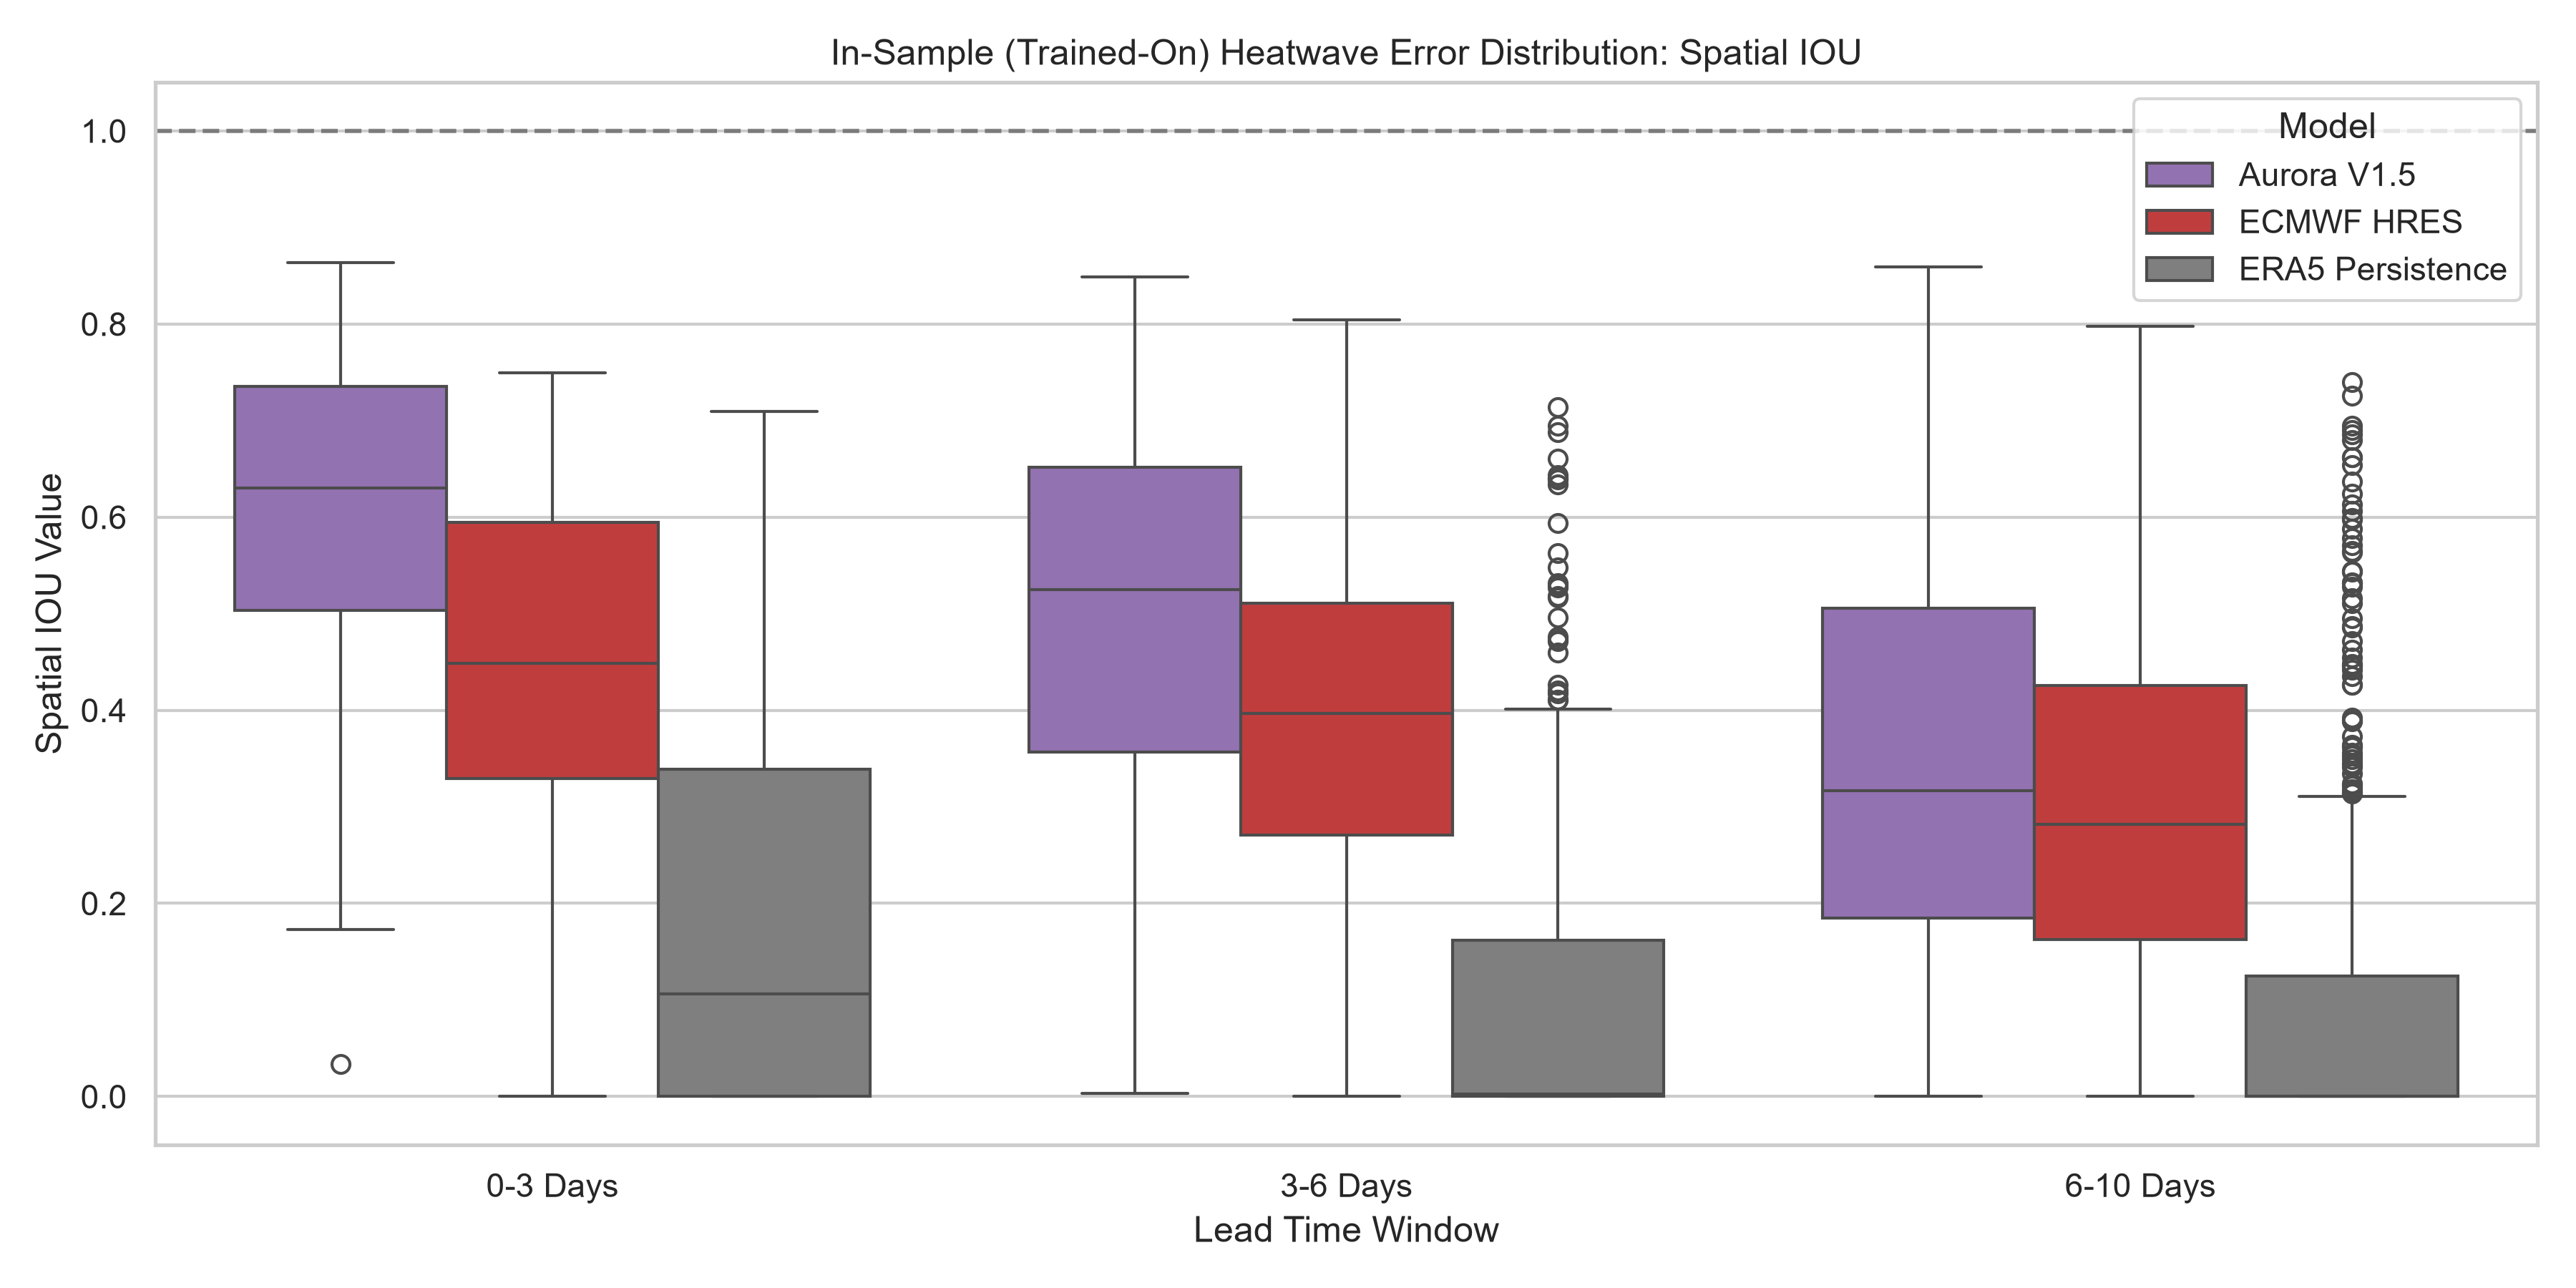 In-Sample (Trained-On) Heatwave Error Distribution: Spatial IOU
Model
Aurora V1.5
ECMWF HRES
ERA5 Persistence
Spatial IOU Value
1.0
0.8
0.6
0.4
0.2
0.0
0-3 Days
3-6 Days
6-10 Days
Lead Time Window